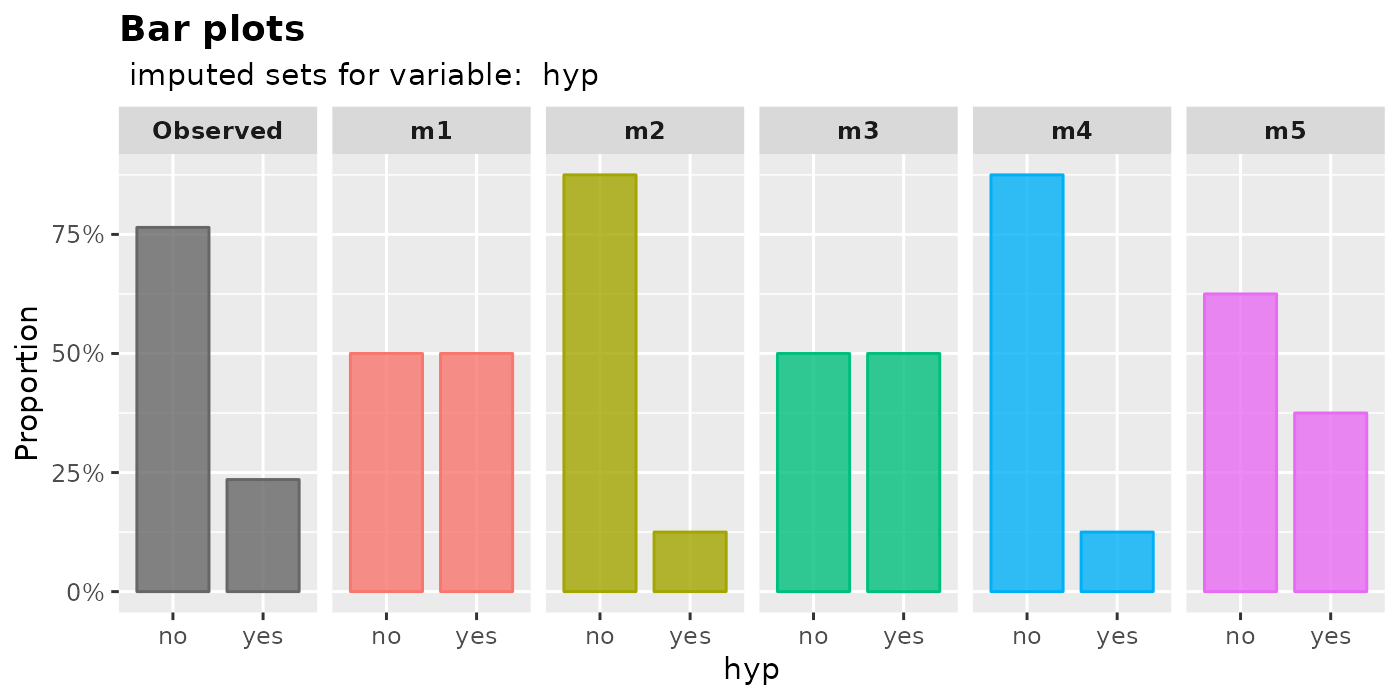 Bar plots
imputed sets for variable:  hyp
Observed m1 m2 m3 m4 m5
75%
50%
25%
0%
Proportion
no yes no yes no yes no yes no yes no yes
hyp